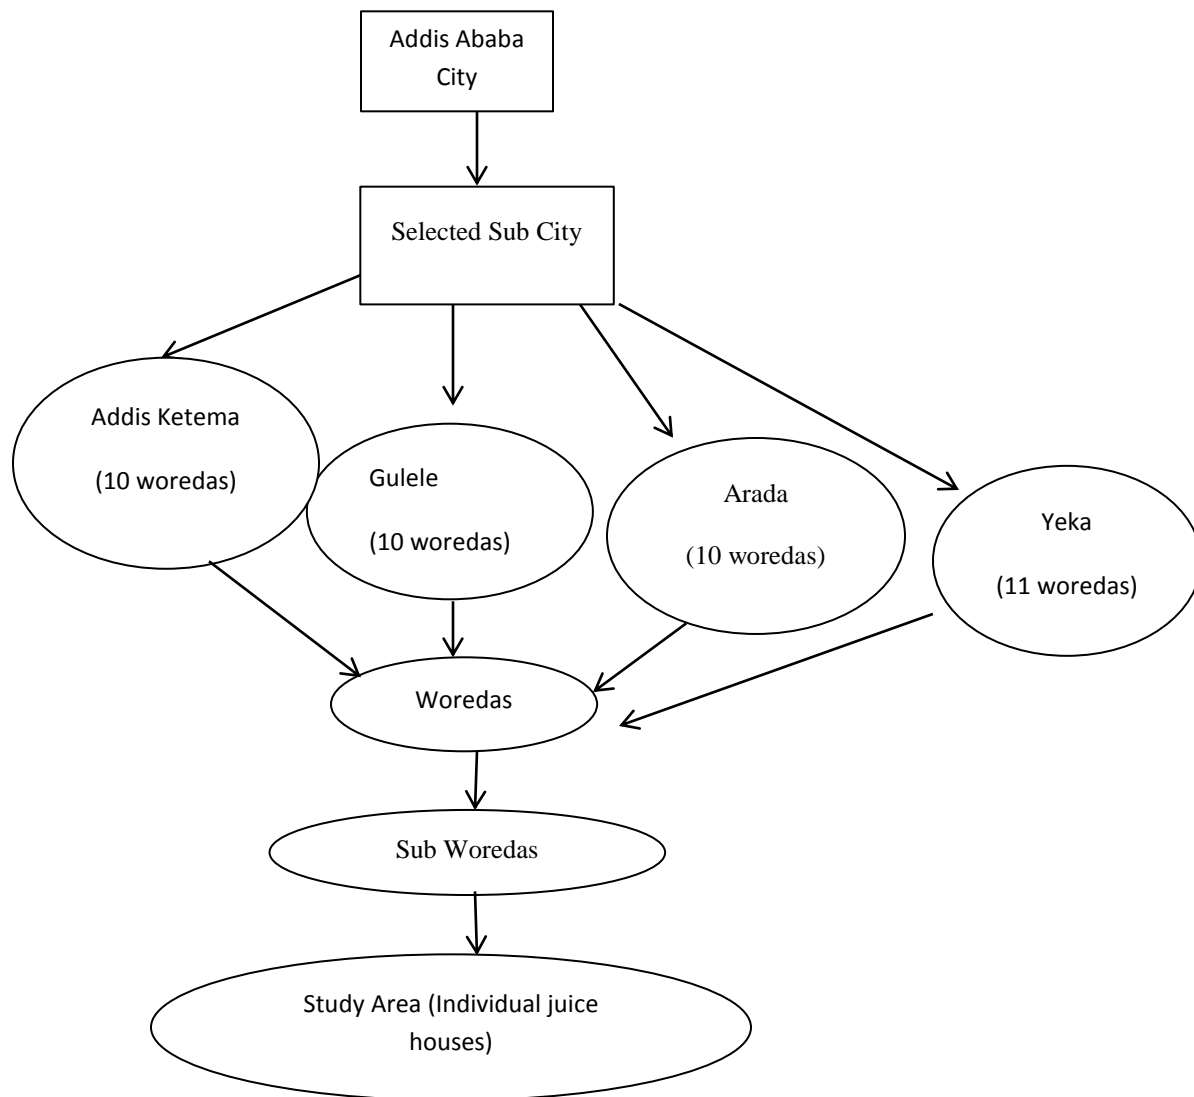 Addis Ababa
City
Selected Sub City
Addis Ketema
(10 woredas)
Gulele
(10 woredas)
Arada
(10 woredas)
Yeka
(11 woredas)
Woredas
Sub Woredas
Study Area (Individual juice
houses)